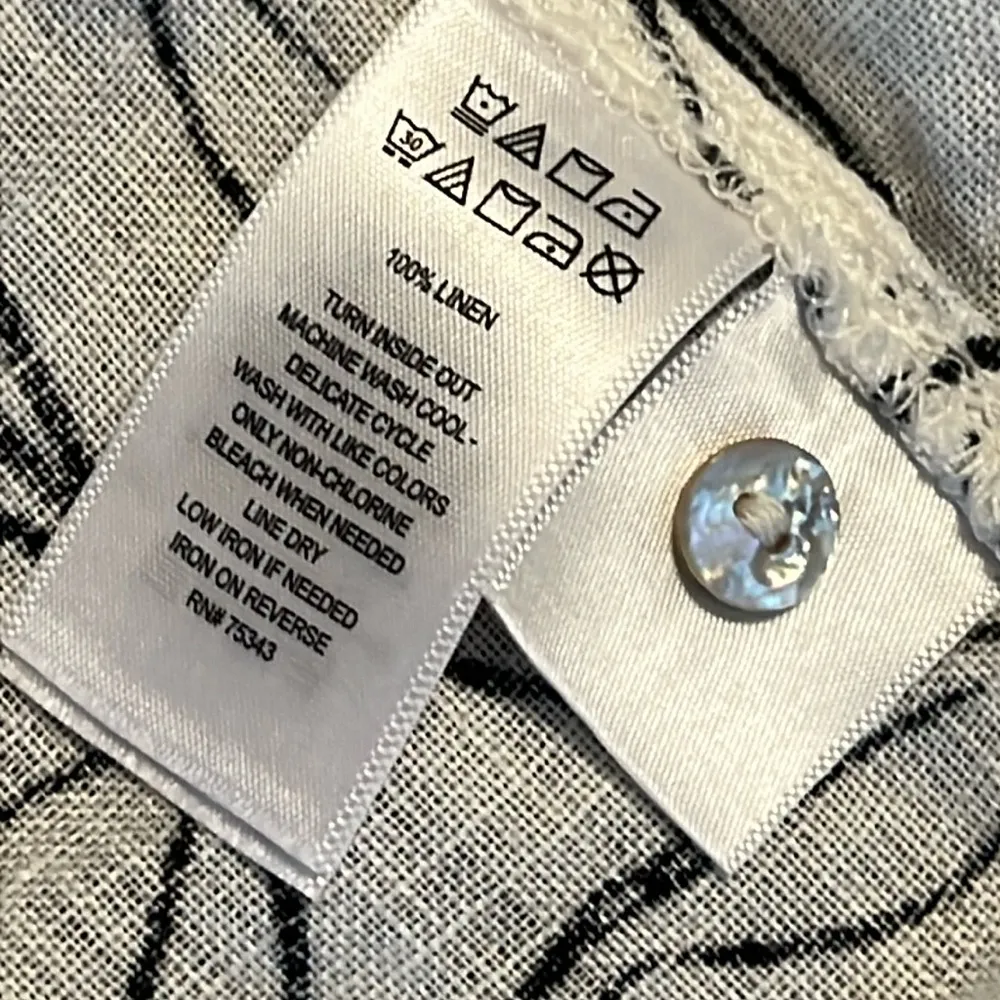 30
100% LINEN
TURN INSIDE OUT
MACHINE WASH COOL-
DELICATE CYCLE
WASH WITH LIKE COLORS
ONLY NON-CHLORINE
BLEACH WHEN NEEDED
LINE DRY
LOW IRON IF NEEDED
IRON ON REVERSE
RN# 75343